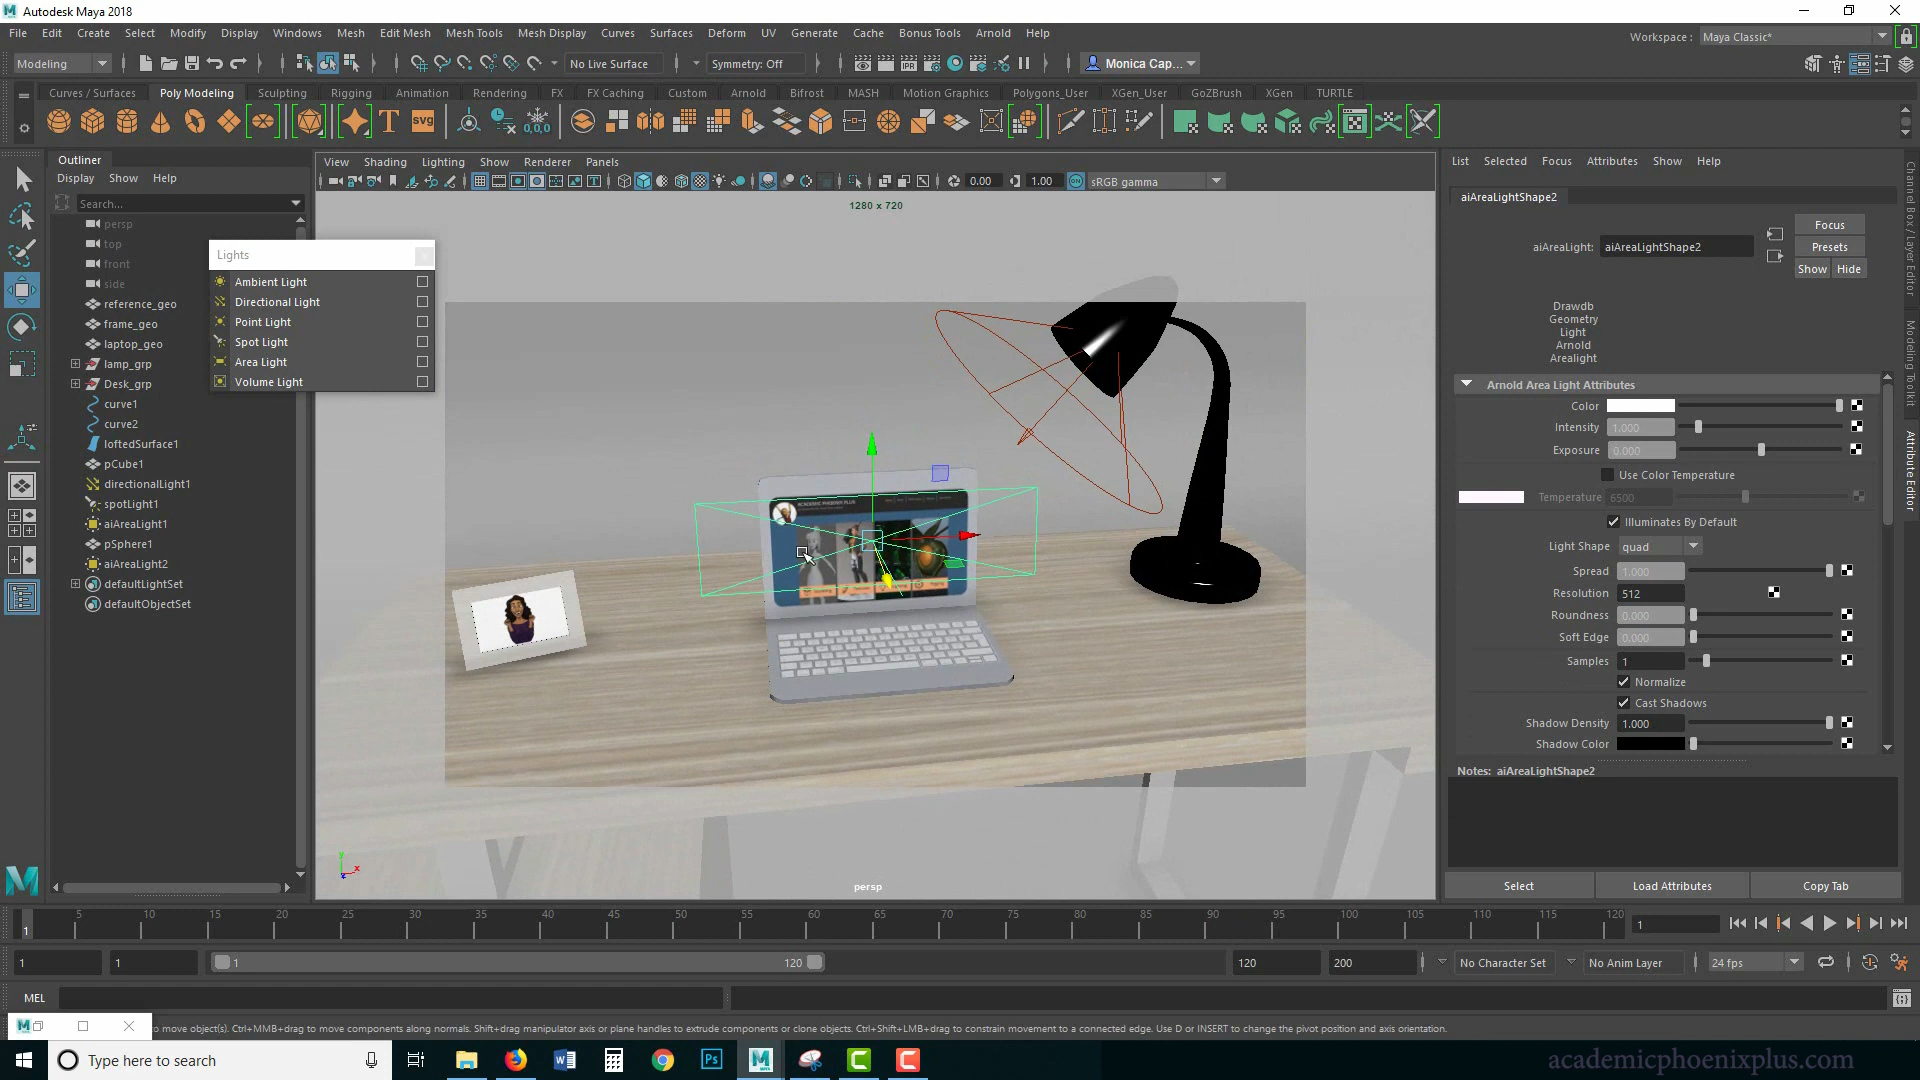 Autodesk Maya 2018
File Edit Create Select Modify Display Windows Mesh Edit Mesh Mesh Tools Mesh Display Curves Surfaces Deform UV Generate Cache Bonus Tools Arnold Help
Workspace : Maya Classic*
Modeling No Live Surface Symmetry: Off Monica Cap...
Curves / Surfaces Poly Modeling Sculpting Rigging Animation Rendering FX FX Caching Custom Arnold Bifrost MASH Motion Graphics Polygons_User XGen_User GoZBrush XGen TURTLE
T svg 0,0,0
Outliner
Display Show Help
Search...
persp
top
front
side
reference_geo
frame_geo
laptop_geo
lamp_grp
Desk_grp
curve1
curve2
loftedSurface1
pCube1
directionalLight1
spotLight1
aiAreaLight1
pSphere1
aiAreaLight2
defaultLightSet
defaultObjectSet
Lights
Ambient Light
Directional Light
Point Light
Spot Light
Area Light
Volume Light
View Shading Lighting Show Renderer Panels
0.00 1.00 ON sRGB gamma
1280 x 720
ACADEMIC PHOENIX PLUS
persp
y x z
List Selected Focus Attributes Show Help
aiAreaLightShape2
Focus
aiAreaLight: aiAreaLightShape2 Presets
Show Hide
Drawdb
Geometry
Light
Arnold
Arealight
Arnold Area Light Attributes
Color
Intensity 1.000
Exposure 0.000
Use Color Temperature
Temperature 6500
Illuminates By Default
Light Shape quad
Spread 1.000
Resolution 512
Roundness 0.000
Soft Edge 0.000
Samples 1
Normalize
Cast Shadows
Shadow Density 1.000
Shadow Color
Notes: aiAreaLightShape2
Select Load Attributes Copy Tab
Channel Box / Layer Editor
Modeling Toolkit
Attribute Editor
5 10 15 20 25 30 35 40 45 50 55 60 65 70 75 80 85 90 95 100 105 110 115 120
1 1
1 1 1 120 120 200 No Character Set No Anim Layer 24 fps
MEL
to move object(s). Ctrl+MMB+drag to move components along normals. Shift+drag manipulator axis or plane handles to extrude components or clone objects. Ctrl+Shift+LMB+drag to constrain movement to a connected edge. Use D or INSERT to change the pivot position and axis orientation.
Type here to search
academicphoenixplus.com